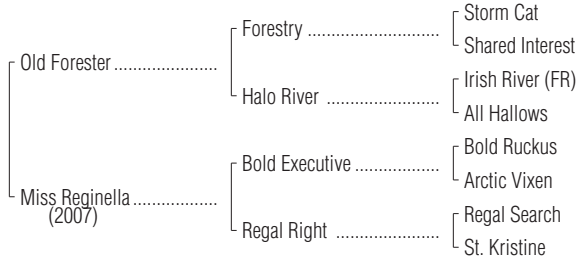 Storm Cat
Forestry ........................................
Shared Interest
Old Forester ........................
Irish River (FR)
Halo River ..................................
All Hallows
Bold Ruckus
Bold Executive .........................
Arctic Vixen
Miss Reginella ....................
(2007)
Regal Search
Regal Right ...............................
St. Kristine